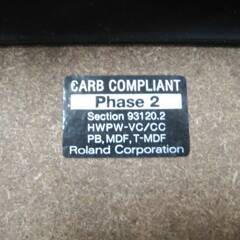 CARB COMPLIANT
Phase 2
Section 93120.2
HWPW-VC/CC
PB, MDF, T-MDF
Roland Corporation